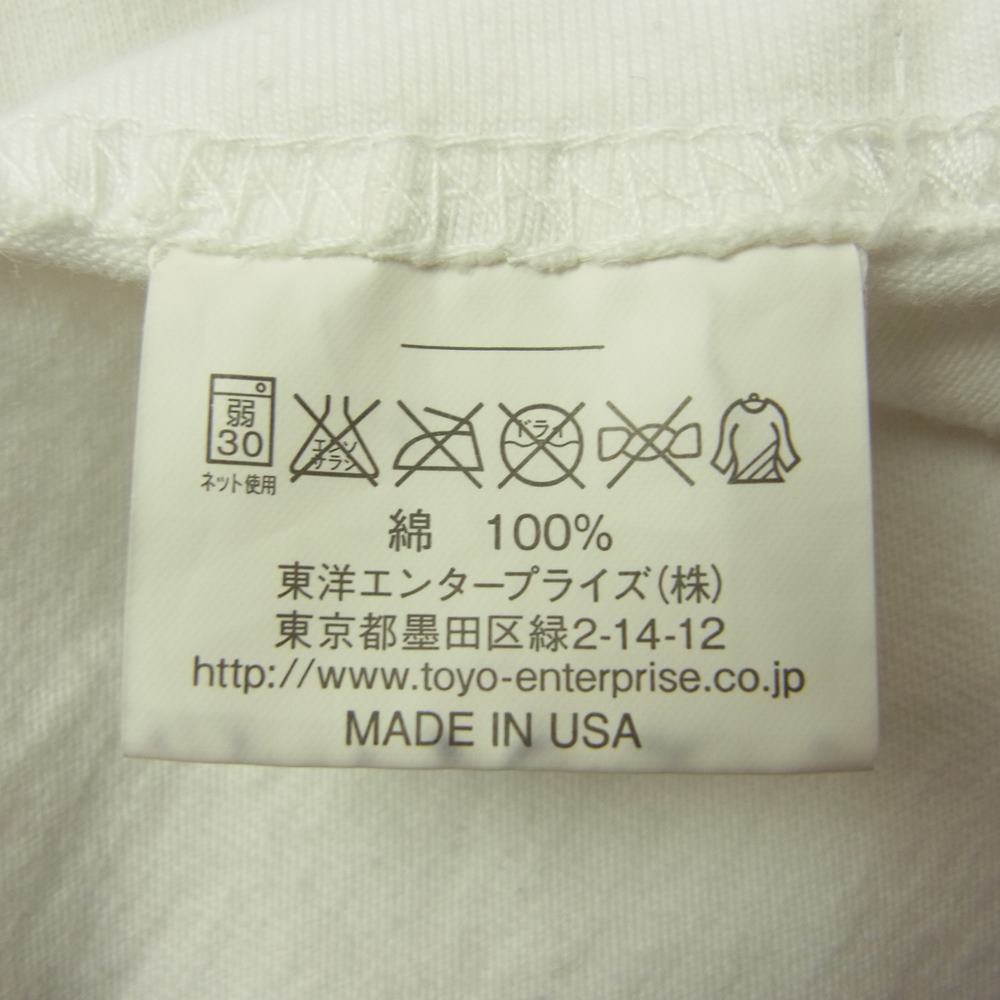 弱
30
エンソ
サラシ
ドライ
ネット使用
綿 100%
東洋エンタープライズ(株)
東京都墨田区緑2-14-12
http://www.toyo-enterprise.co.jp
MADE IN USA